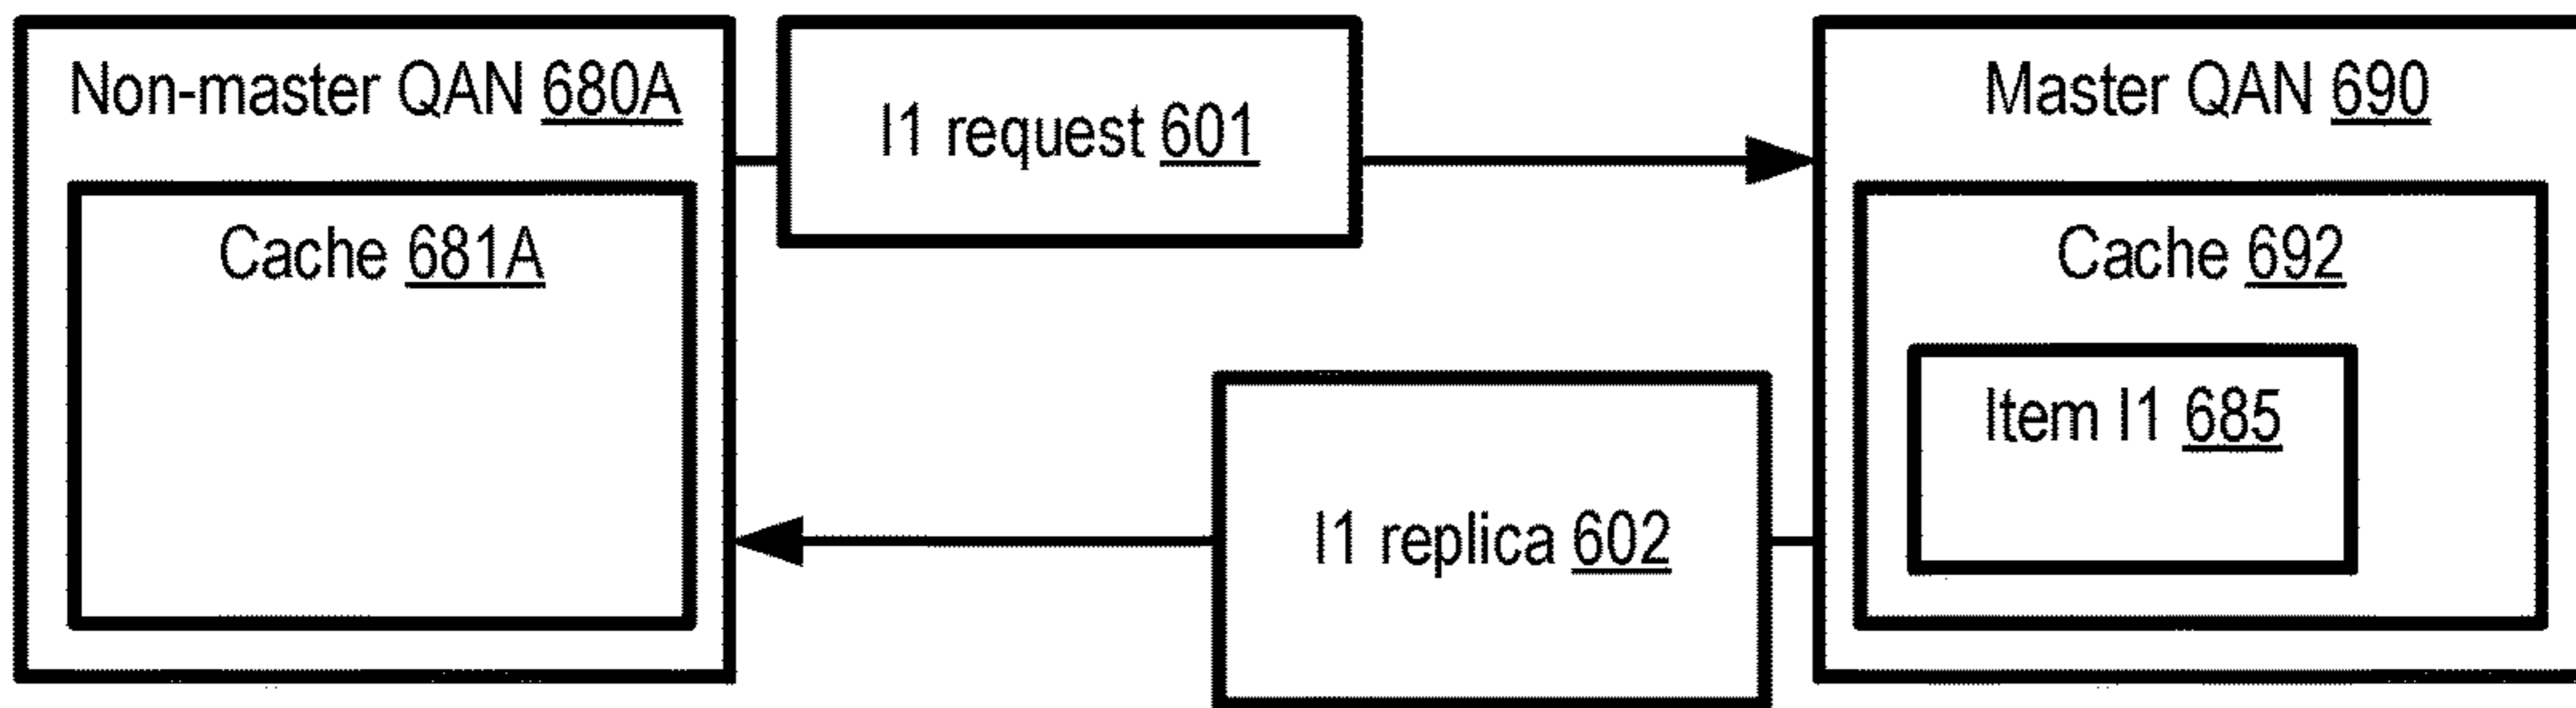 Non-master QAN 680A
Cache 681A
I1 request 601
I1 replica 602
Master QAN 690
Cache 692
Item I1 685